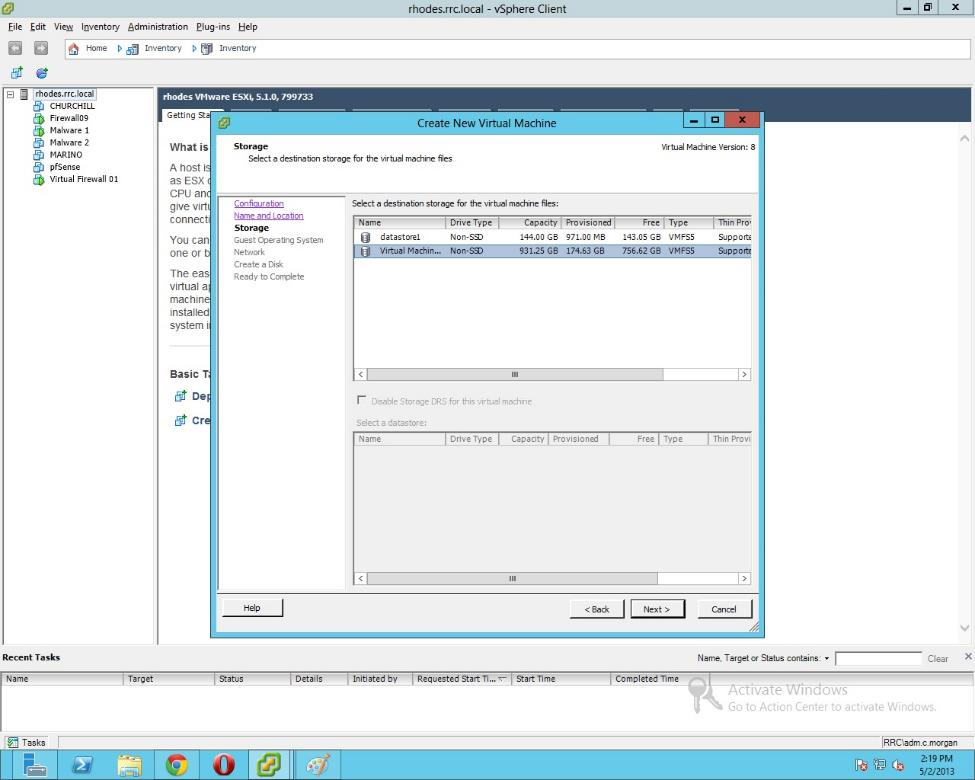 rhodes.rrc.local - vSphere Client
File Edit View Inventory Administration Plug-ins Help
Home Inventory Inventory
rhodes.rrc.local
CHURCHILL
Firewall09
Malware 1
Malware 2
MARINO
pfSense
Virtual Firewall 01
rhodes VMware ESXi, 5.1.0, 799733
Getting Sta
What is
A host is
as ESX
CPU and
give virtu
connecti
You can
one or b
The eas
virtual a
machine
installed
system i
Basic Ta
Dep
Cre
Create New Virtual Machine
Storage
Select a destination storage for the virtual machine files
Virtual Machine Version: 8
Configuration
Name and Location
Storage
Guest Operating System
Network
Create a Disk
Ready to Complete
Select a destination storage for the virtual machine files:
Name Drive Type Capacity Provisioned Free Type Thin Prov
datastore1 Non-SSD 144.00 GB 971.00 MB 143.05 GB VMFS5 Supporte
Virtual Machin... Non-SSD 931.25 GB 174.63 GB 756.62 GB VMFS5 Supporte
Disable Storage DRS for this virtual machine
Select a datastore:
Name Drive Type Capacity Provisioned Free Type Thin Provi
Help < Back Next > Cancel
Recent Tasks
Name, Target or Status contains: Clear
Name Target Status Details Initiated by Requested Start Ti... Start Time Completed Time
Activate Windows
Go to Action Center to activate Windows.
Tasks
RRC\adm.c.morgan
2:19 PM
5/2/2013